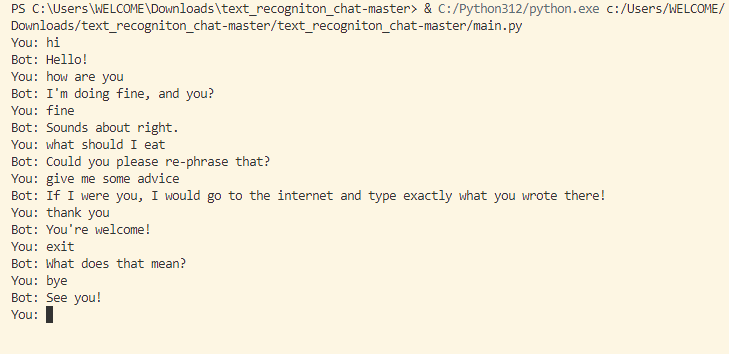 PS C:\Users\WELCOME\Downloads\text_recogniton_chat-master> & C:/Python312/python.exe c:/Users/WELCOME/
Downloads/text_recogniton_chat-master/text_recogniton_chat-master/main.py
You: hi
Bot: Hello!
You: how are you
Bot: I'm doing fine, and you?
You: fine
Bot: Sounds about right.
You: what should I eat
Bot: Could you please re-phrase that?
You: give me some advice
Bot: If I were you, I would go to the internet and type exactly what you wrote there!
You: thank you
Bot: You're welcome!
You: exit
Bot: What does that mean?
You: bye
Bot: See you!
You: